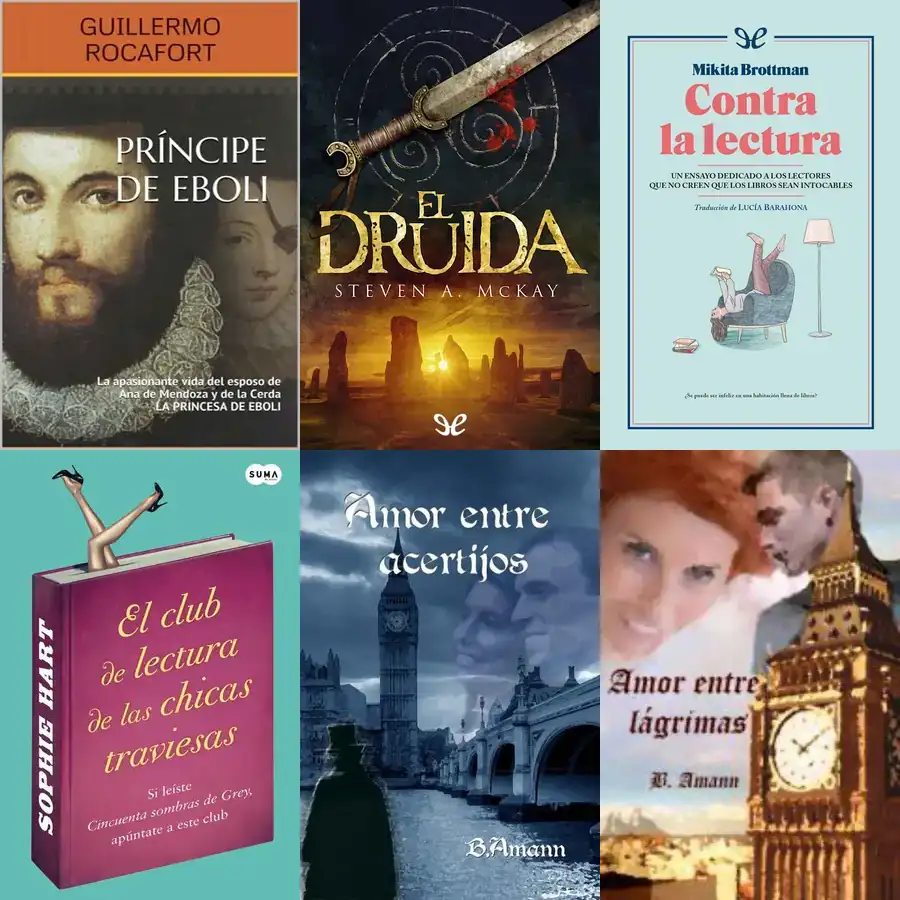 GUILLERMO
ROCAFORT
PRÍNCIPE
DE EBOLI
La apasionante vida del esposo de
Ana de Mendoza y de la Cerda
LA PRINCESA DE EBOLI
EL
DRUIDA
STEVEN A. McKAY
Mikita Brottman
Contra
la lectura
UN ENSAYO DEDICADO A LOS LECTORES
QUE NO CREEN QUE LOS LIBROS SEAN INTOCABLES
Traducción de LUCÍA BARAHONA
¿Se puede ser infeliz en una habitación llena de libros?
SUMA
SOPHIE HART
El club
de lectura
de las chicas
traviesas
Si leíste
Cincuenta sombras de Grey,
apúntate a este club
Amor entre
acertijos
B.Amann
Amor entre
lágrimas
B. Amann